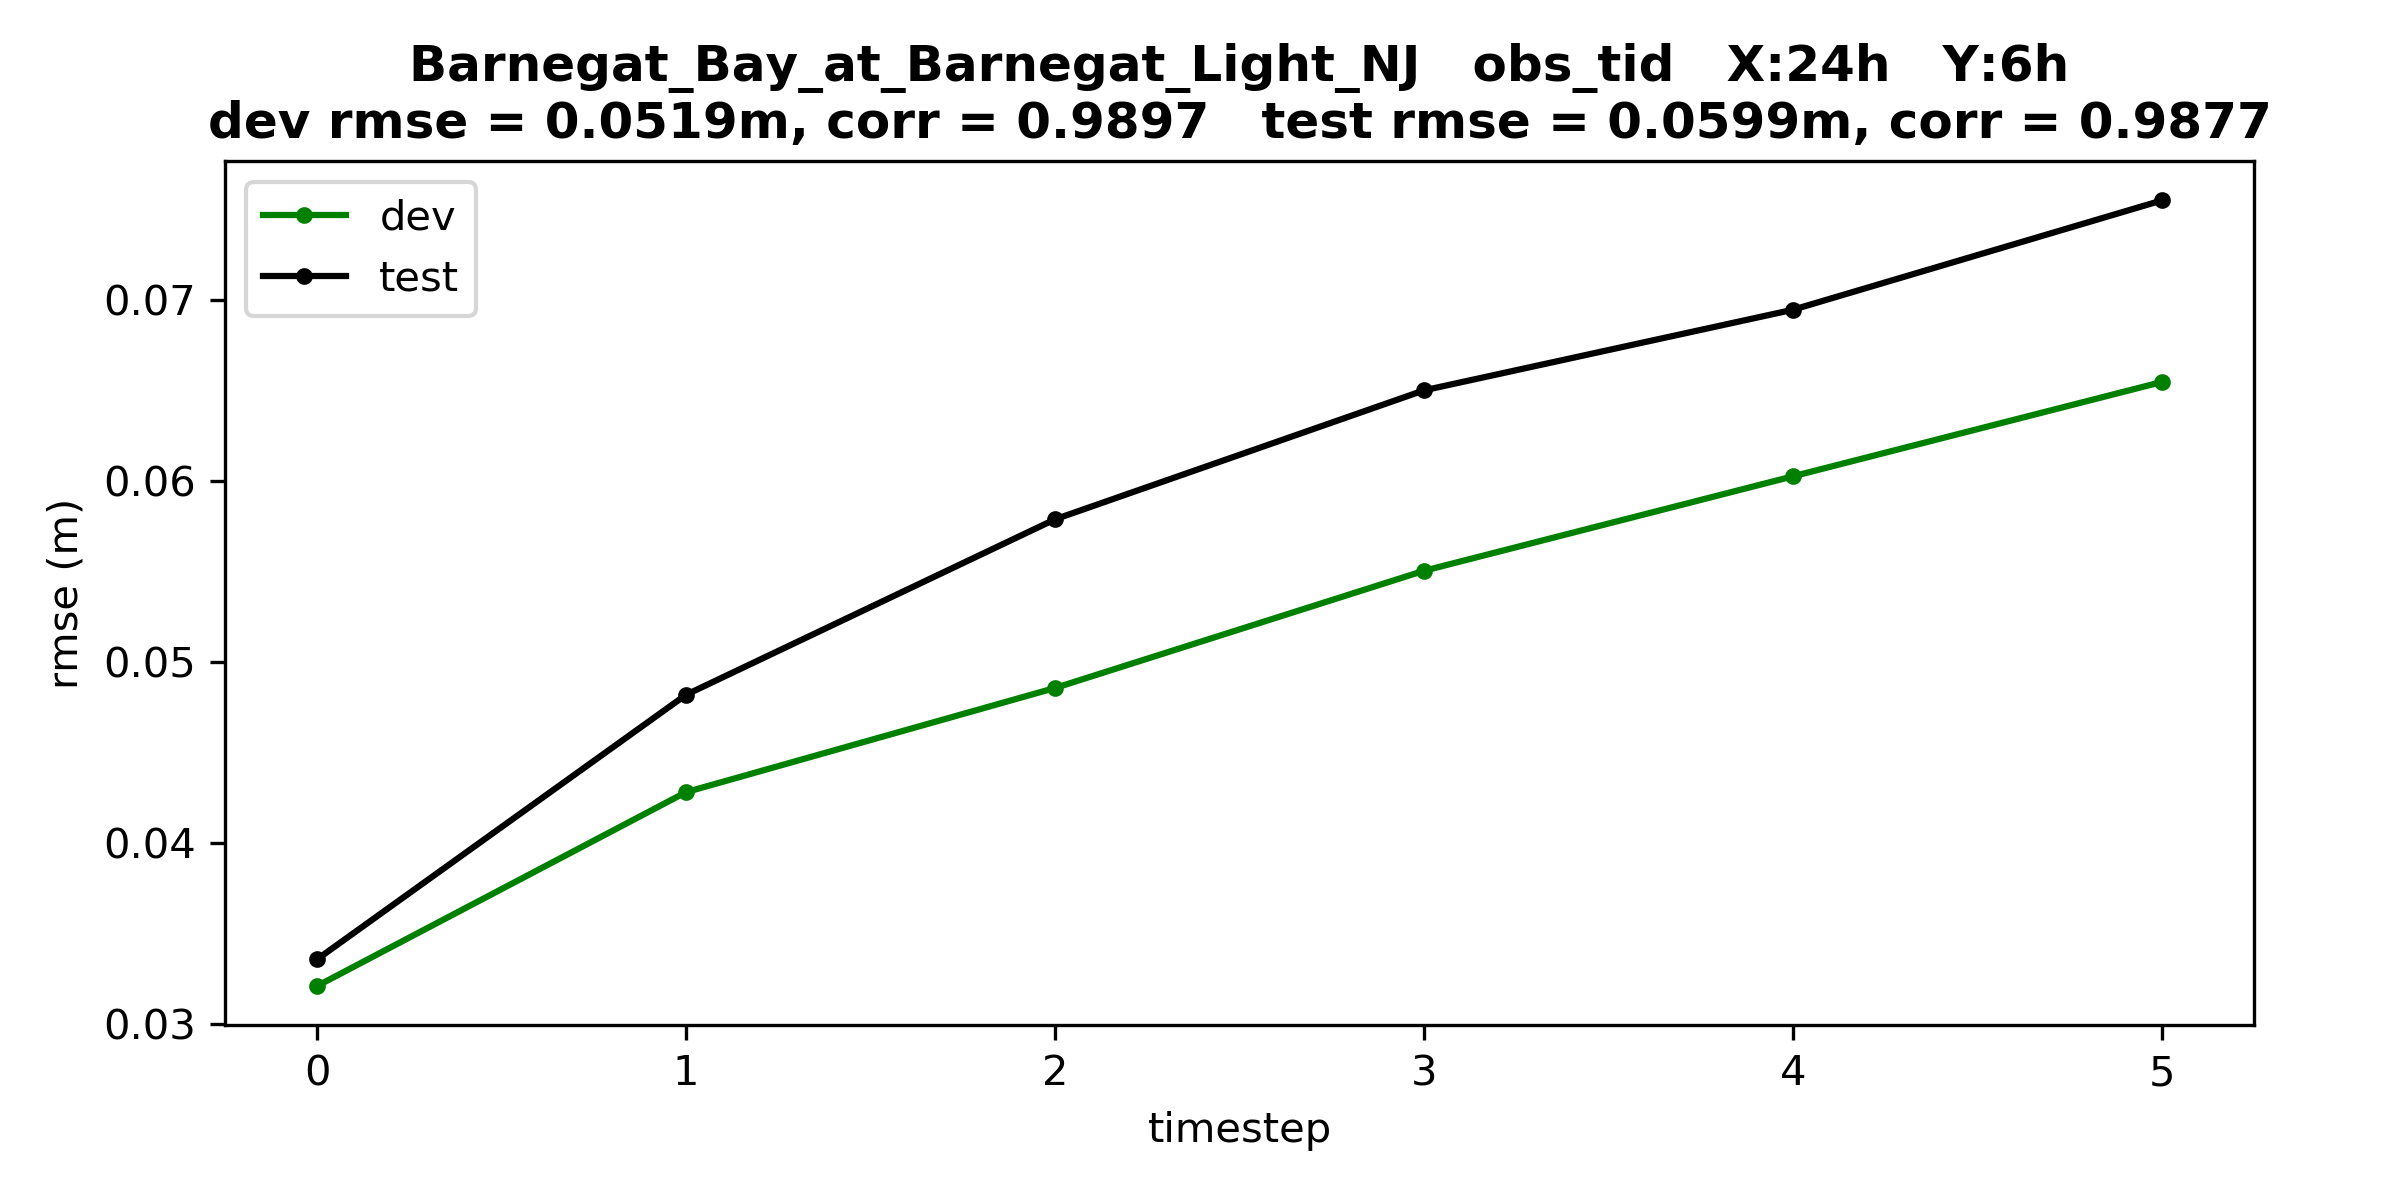 Barnegat_Bay_at_Barnegat_Light_NJ   obs_tid   X:24h   Y:6h
dev rmse = 0.0519m, corr = 0.9897   test rmse = 0.0599m, corr = 0.9877
dev
test
0.07
0.06
0.05
0.04
0.03
rmse (m)
0 1 2 3 4 5
timestep